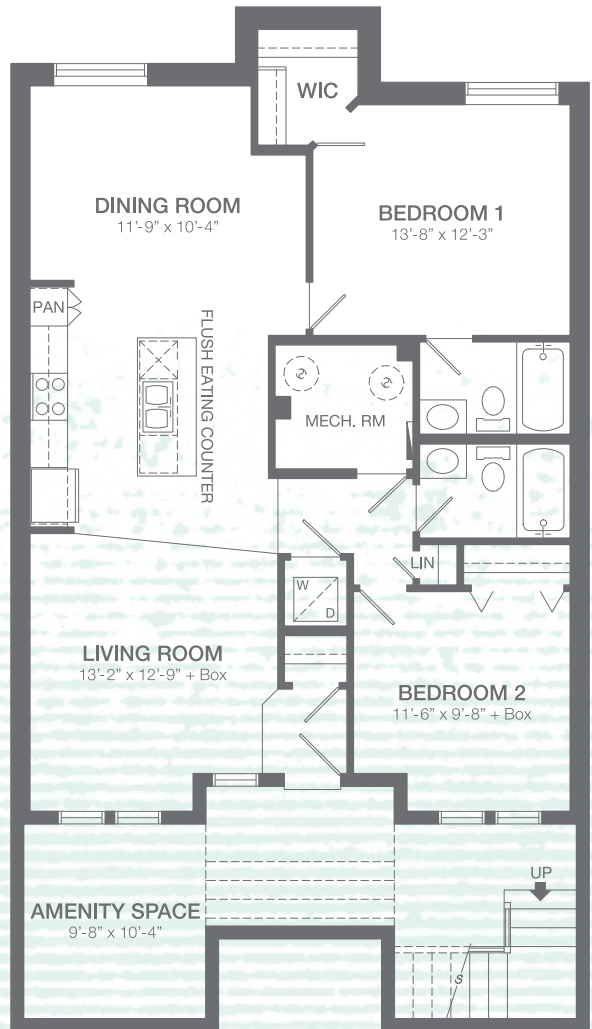 WIC
DINING ROOM
11'-9" x 10'-4"
BEDROOM 1
13'-8" x 12'-3"
PAN
FLUSH EATING COUNTER
MECH. RM
LIN
W
D
LIVING ROOM
13'-2" x 12'-9" + Box
BEDROOM 2
11'-6" x 9'-8" + Box
UP
AMENITY SPACE
9'-8" x 10'-4"
S